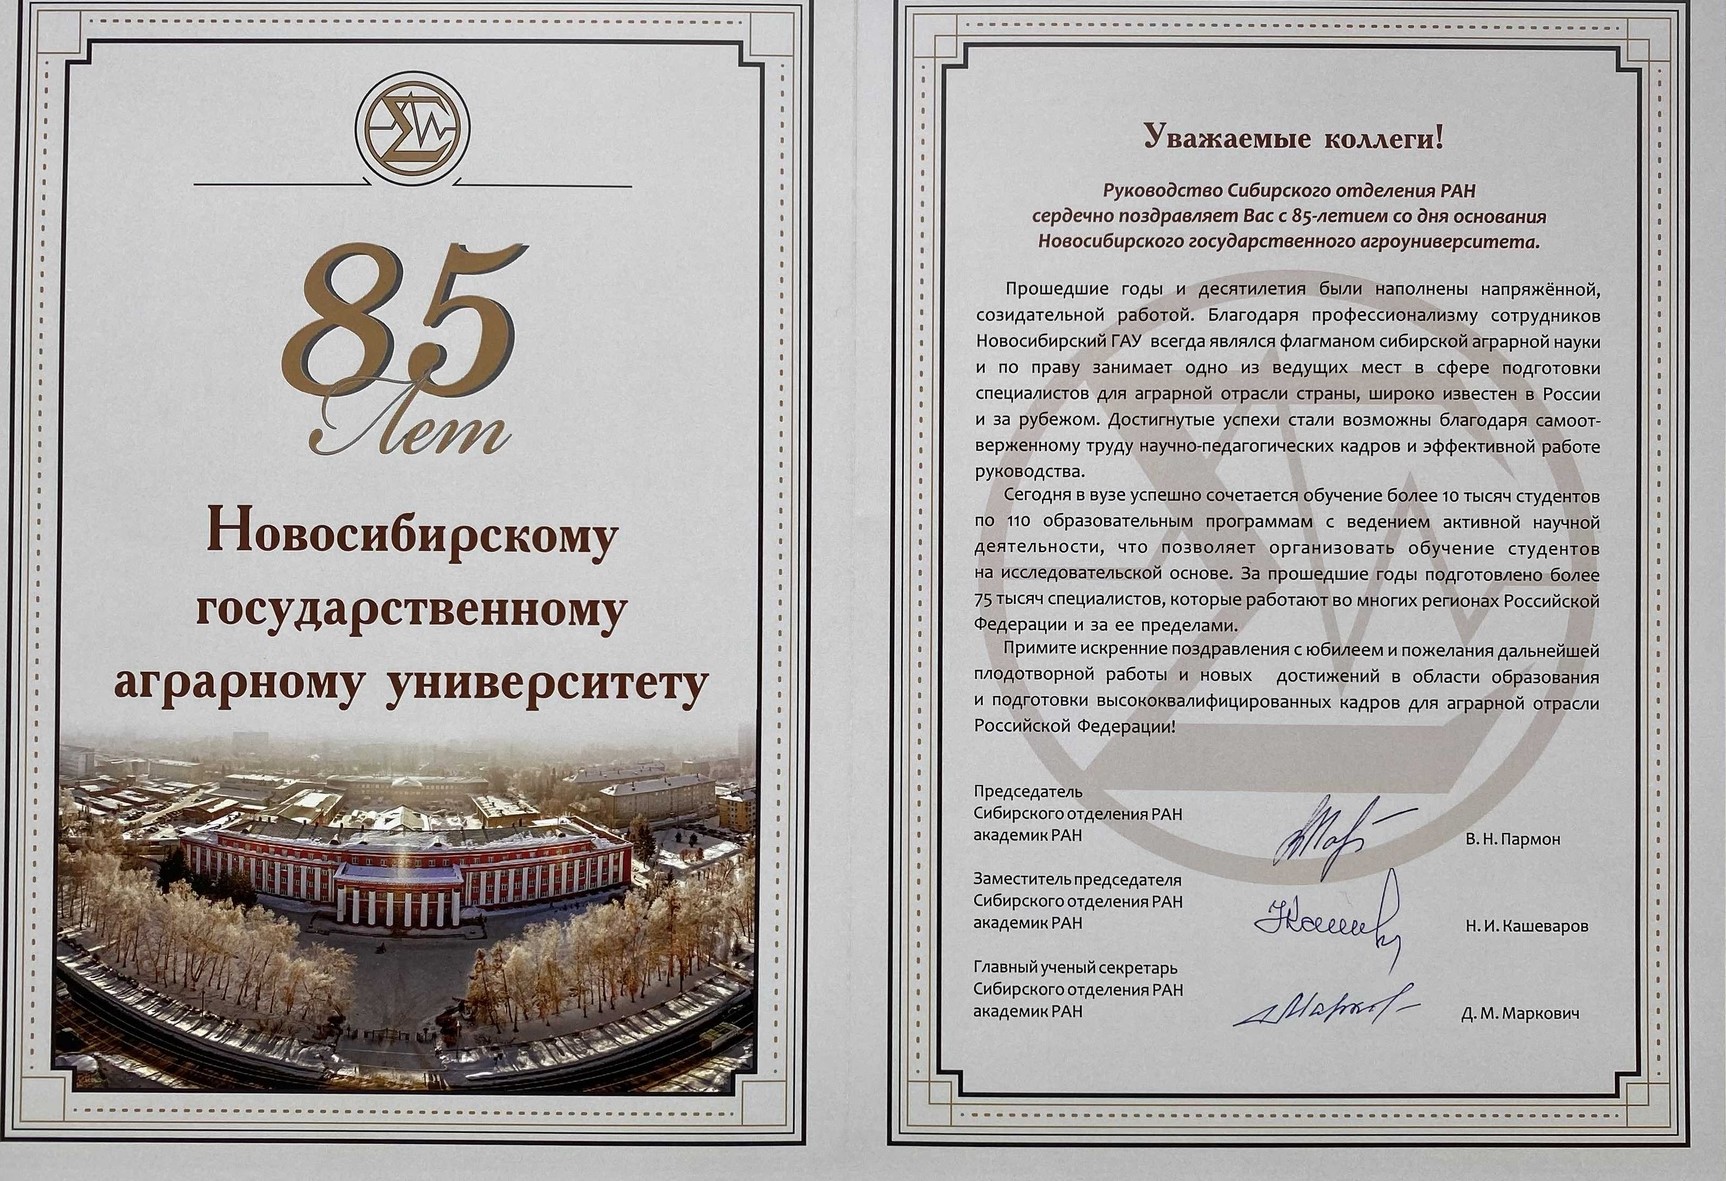 85
Лет
Новосибирскому
государственному
аграрному университету
Уважаемые коллеги!
Руководство Сибирского отделения РАН
сердечно поздравляет Вас с 85-летием со дня основания
Новосибирского государственного агроуниверситета.
Прошедшие годы и десятилетия были наполнены напряжённой,
созидательной работой. Благодаря профессионализму сотрудников
Новосибирский ГАУ всегда являлся флагманом сибирской аграрной науки
и по праву занимает одно из ведущих мест в сфере подготовки
специалистов для аграрной отрасли страны, широко известен в России
и за рубежом. Достигнутые успехи стали возможны благодаря самоот-
верженному труду научно-педагогических кадров и эффективной работе
руководства.
Сегодня в вузе успешно сочетается обучение более 10 тысяч студентов
по 110 образовательным программам с ведением активной научной
деятельности, что позволяет организовать обучение студентов
на исследовательской основе. За прошедшие годы подготовлено более
75 тысяч специалистов, которые работают во многих регионах Российской
Федерации и за ее пределами.
Примите искренние поздравления с юбилеем и пожелания дальнейшей
плодотворной работы и новых достижений в области образования
и подготовки высококвалифицированных кадров для аграрной отрасли
Российской Федерации!
Председатель
Сибирского отделения РАН
академик РАН
В. Н. Пармон
Заместитель председателя
Сибирского отделения РАН
академик РАН
Н. И. Кашеваров
Главный ученый секретарь
Сибирского отделения РАН
академик РАН
Д. М. Маркович